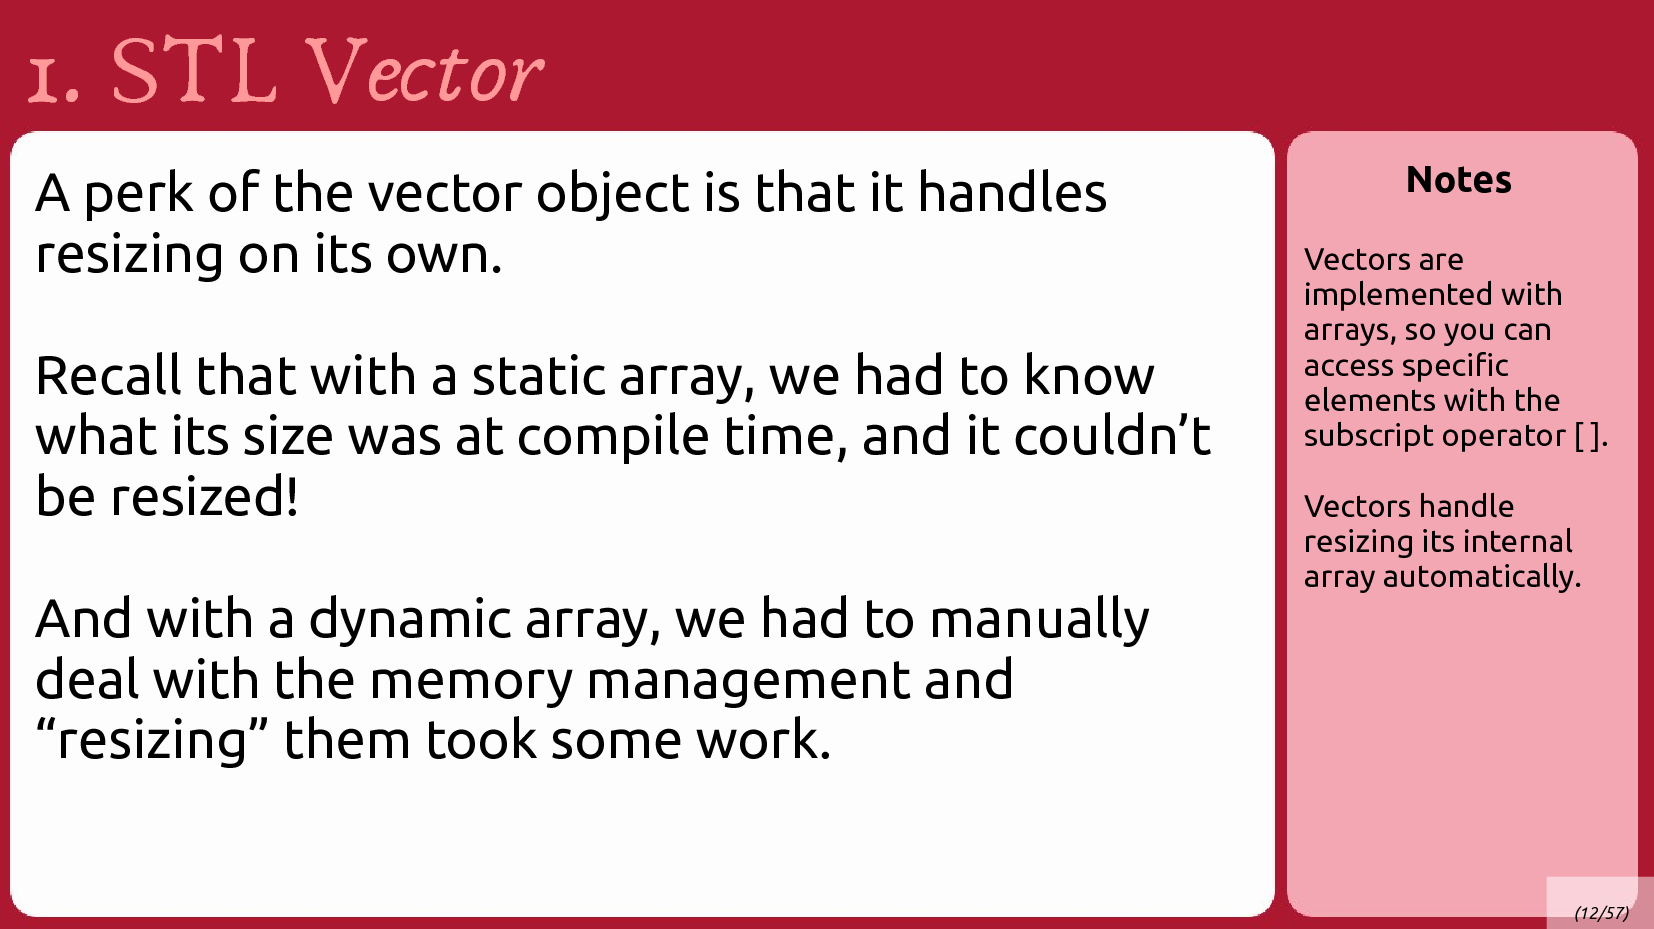 1. STL Vector
A perk of the vector object is that it handles
resizing on its own.
Recall that with a static array, we had to know
what its size was at compile time, and it couldn’t
be resized!
And with a dynamic array, we had to manually
deal with the memory management and
“resizing” them took some work.
Notes
Vectors are
implemented with
arrays, so you can
access specific
elements with the
subscript operator [ ].
Vectors handle
resizing its internal
array automatically.
(12/57)